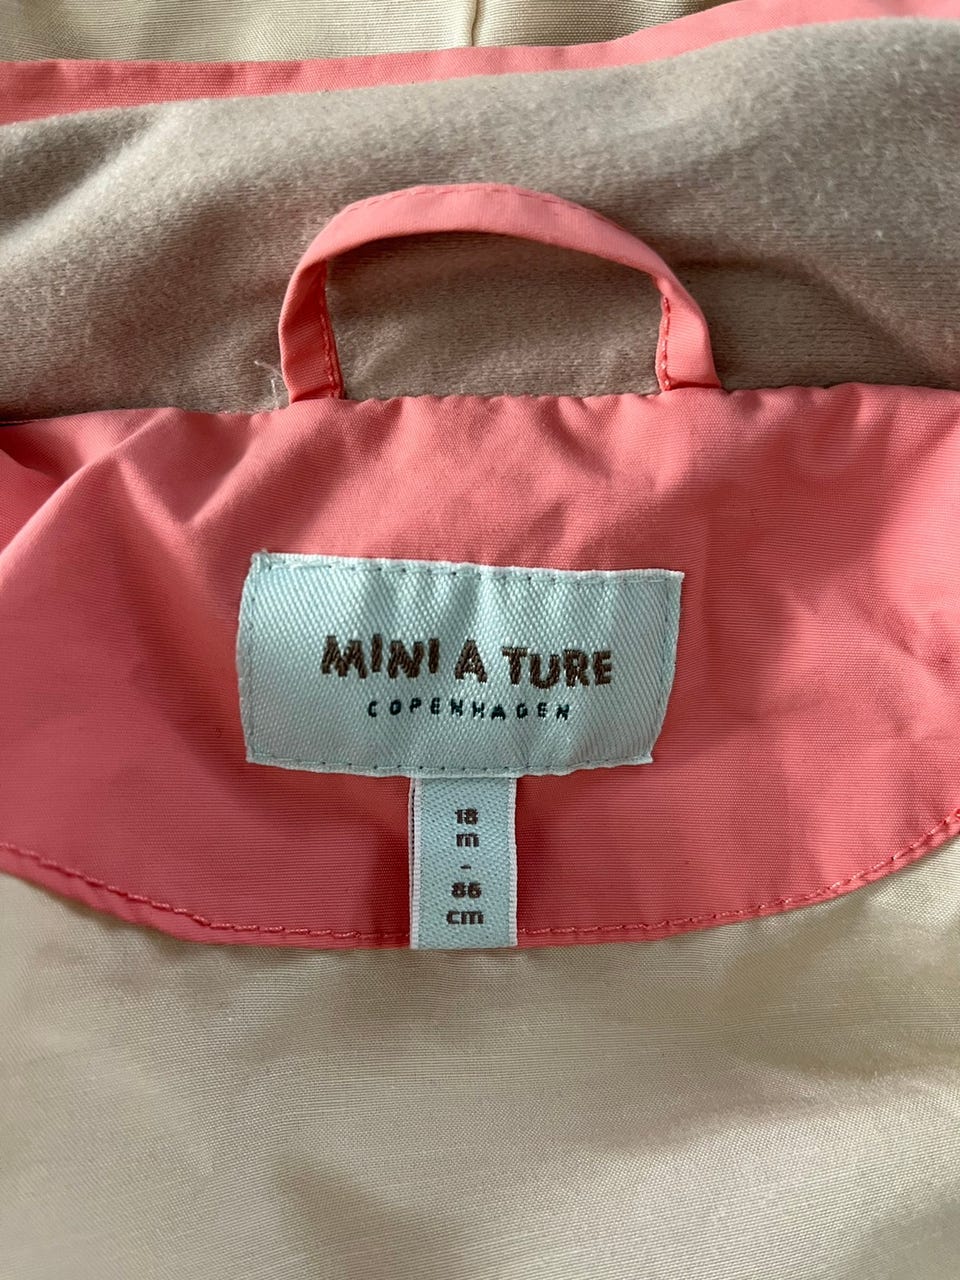 MINI A TURE
COPENHAGEN
18
m
-
86
cm